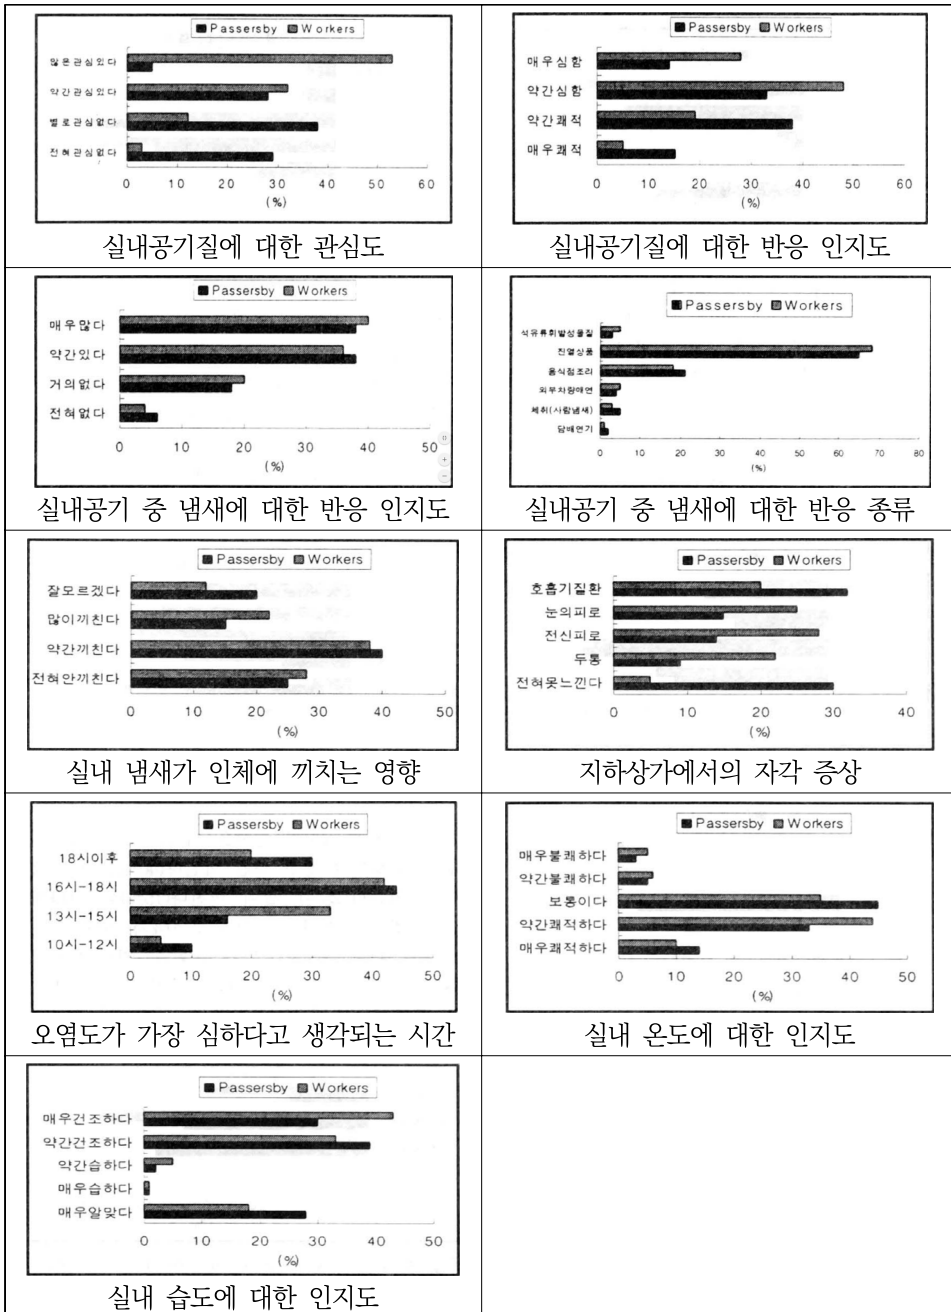 Passersby Workers
많은관심있다
약간관심있다
별로관심없다
전혀관심없다
0 10 20 30 40 50 60
(%)
실내공기질에 대한 관심도
Passersby Workers
매우심함
약간심함
약간쾌적
매우쾌적
0 10 20 30 40 50 60
(%)
실내공기질에 대한 반응 인지도
Passersby Workers
매우많다
약간있다
거의없다
전혀없다
0 10 20 30 40 50
(%)
실내공기 중 냄새에 대한 반응 인지도
Passersby Workers
석유류휘발성물질
진열상품
음식점조리
외부차량매연
체취(사람냄새)
담배연기
0 10 20 30 40 50 60 70 80
(%)
실내공기 중 냄새에 대한 반응 종류
Passersby Workers
잘모르겠다
많이끼친다
약간끼친다
전혀안끼친다
0 10 20 30 40 50
(%)
실내 냄새가 인체에 끼치는 영향
Passersby Workers
호흡기질환
눈의피로
전신피로
두통
전혀못느낀다
0 10 20 30 40
(%)
지하상가에서의 자각 증상
Passersby Workers
18시이후
16시-18시
13시-15시
10시-12시
0 10 20 30 40 50
(%)
오염도가 가장 심하다고 생각되는 시간
Passersby Workers
매우불쾌하다
약간불쾌하다
보통이다
약간쾌적하다
매우쾌적하다
0 10 20 30 40 50
(%)
실내 온도에 대한 인지도
Passersby Workers
매우건조하다
약간건조하다
약간습하다
매우습하다
매우알맞다
0 10 20 30 40 50
(%)
실내 습도에 대한 인지도